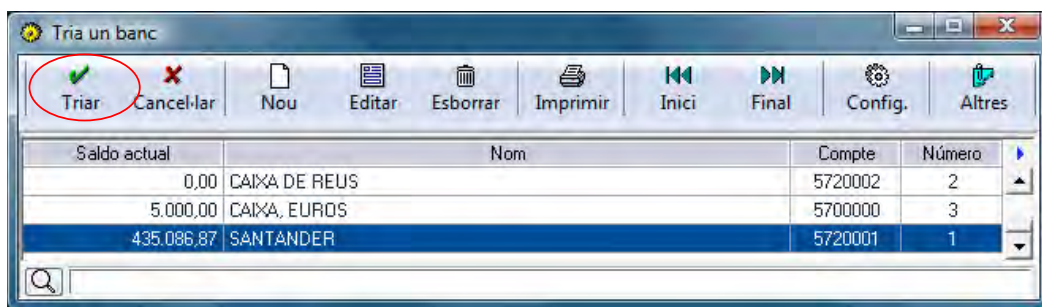 Tria un banc
Triar Cancel·lar Nou Editar Esborrar Imprimir Inici Final Config. Altres
Saldo actual Nom Compte Número
0,00 CAIXA DE REUS 5720002 2
5.000,00 CAIXA, EUROS 5700000 3
435.086,87 SANTANDER 5720001 1